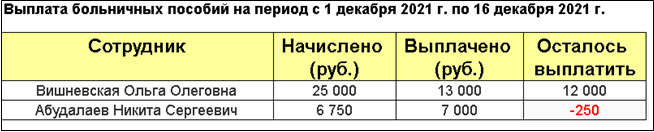 Выплата больничных пособий на период с 1 декабря 2021 г. по 16 декабря 2021 г.
Сотрудник Начислено (руб.) Выплачено (руб.) Осталось выплатить
Вишневская Ольга Олеговна 25 000 13 000 12 000
Абудалаев Никита Сергеевич 6 750 7 000 -250